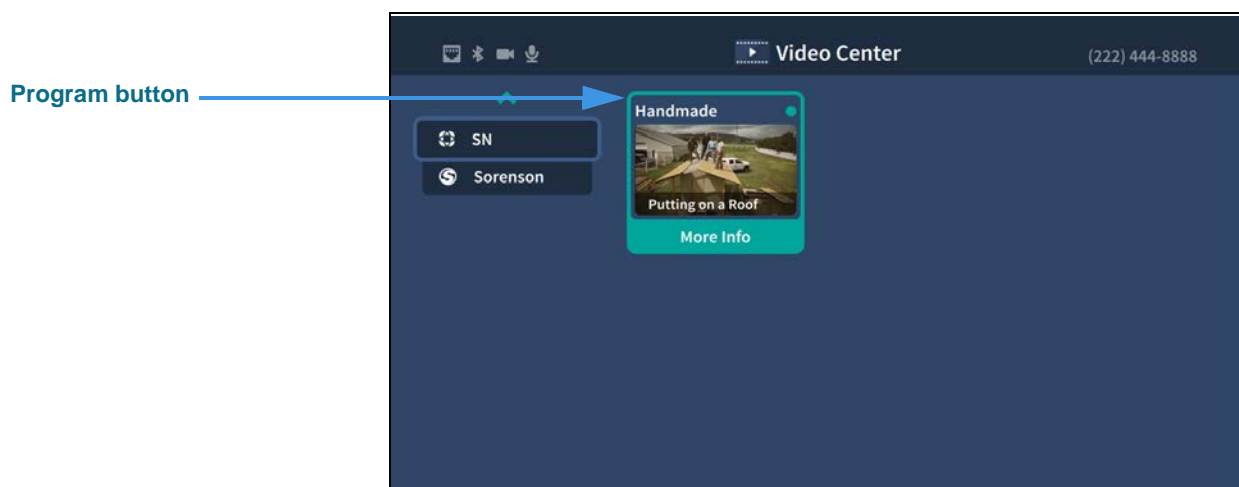 Video Center
(222) 444-8888
Program button
Handmade
SN
Sorenson
Putting on a Roof
More Info